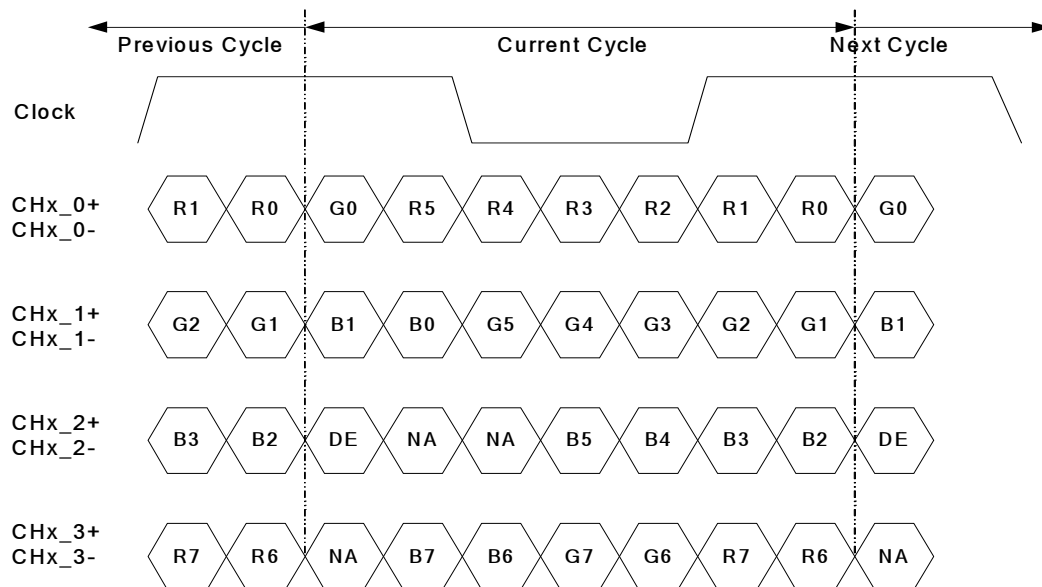 Previous Cycle Current Cycle Next Cycle
Clock
CHx_0+
CHx_0-
R1 R0 G0 R5 R4 R3 R2 R1 R0 G0
CHx_1+
CHx_1-
G2 G1 B1 B0 G5 G4 G3 G2 G1 B1
CHx_2+
CHx_2-
B3 B2 DE NA NA B5 B4 B3 B2 DE
CHx_3+
CHx_3-
R7 R6 NA B7 B6 G7 G6 R7 R6 NA